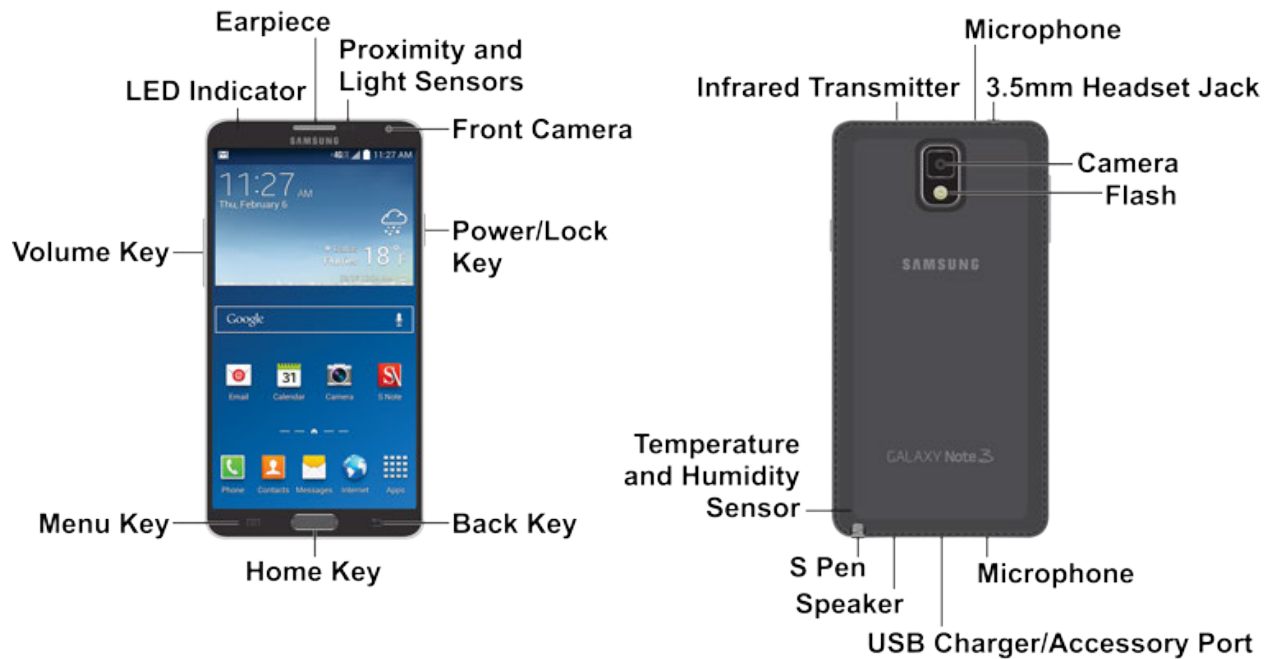 Earpiece
Proximity and
Light Sensors
LED Indicator
Front Camera
SAMSUNG
4G 11:27 AM
11:27 AM
Thu, February 6
18°F
Volume Key
Power/Lock
Key
Google
31
Email Calendar Camera S Note
Phone Contacts Messages Internet Apps
Menu Key
Back Key
Home Key
Microphone
Infrared Transmitter
3.5mm Headset Jack
Camera
Flash
SAMSUNG
Temperature
and Humidity
Sensor
GALAXY Note 3
S Pen
Speaker
Microphone
USB Charger/Accessory Port